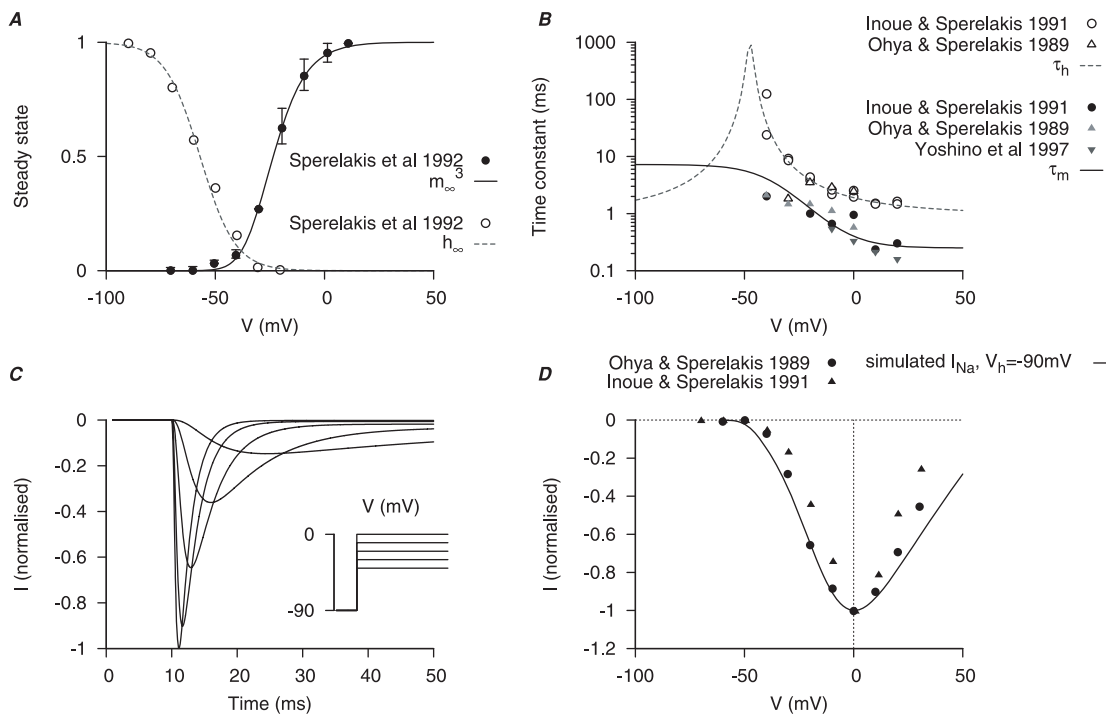 A
1
0.5
0
Steady state
Sperelakis et al 1992
m∞³
Sperelakis et al 1992
h∞
-100 -50 0 50
V (mV)
B
Inoue & Sperelakis 1991
Ohya & Sperelakis 1989
τh
Inoue & Sperelakis 1991
Ohya & Sperelakis 1989
Yoshino et al 1997
τm
1000
100
10
1
0.1
Time constant (ms)
-100 -50 0 50
V (mV)
C
0
-0.2
-0.4
-0.6
-0.8
-1
I (normalised)
V (mV)
0
-90
0 10 20 30 40 50
Time (ms)
D
Ohya & Sperelakis 1989
Inoue & Sperelakis 1991
simulated INa, Vh=-90mV
0
-0.2
-0.4
-0.6
-0.8
-1
-1.2
I (normalised)
-100 -50 0 50
V (mV)